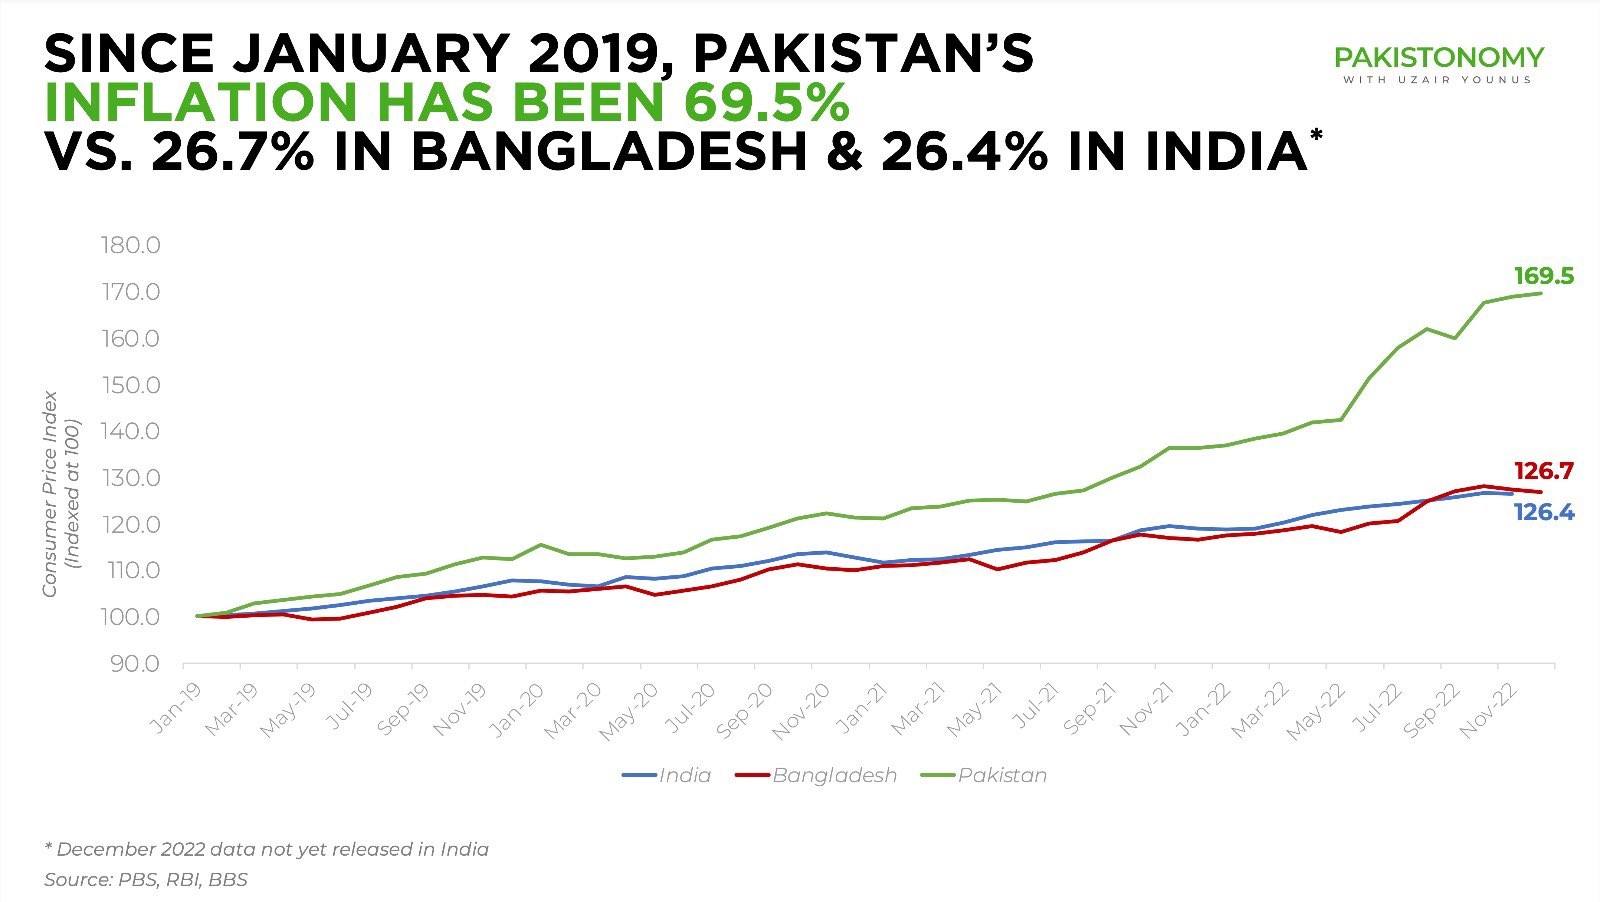 SINCE JANUARY 2019, PAKISTAN’S
INFLATION HAS BEEN 69.5%
VS. 26.7% IN BANGLADESH & 26.4% IN INDIA*
PAKISTONOMY
WITH UZAIR YOUNUS
Consumer Price Index
(Indexed at 100)
180.0
170.0
160.0
150.0
140.0
130.0
120.0
110.0
100.0
90.0
169.5
126.7
126.4
Jan-19
Mar-19
May-19
Jul-19
Sep-19
Nov-19
Jan-20
Mar-20
May-20
Jul-20
Sep-20
Nov-20
Jan-21
Mar-21
May-21
Jul-21
Sep-21
Nov-21
Jan-22
Mar-22
May-22
Jul-22
Sep-22
Nov-22
India Bangladesh Pakistan
* December 2022 data not yet released in India
Source: PBS, RBI, BBS